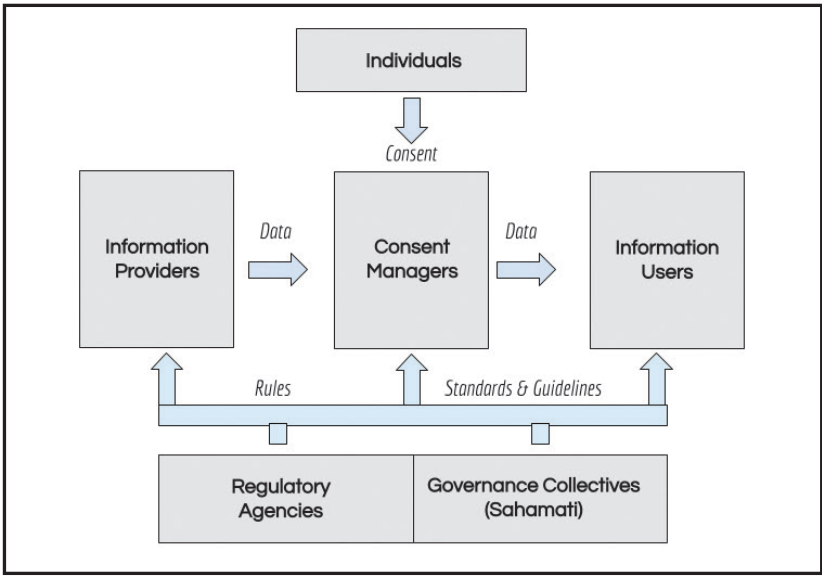 Individuals
Consent
Information
Providers
Data
Consent
Managers
Data
Information
Users
Rules
Standards & Guidelines
Regulatory
Agencies
Governance Collectives
(Sahamati)